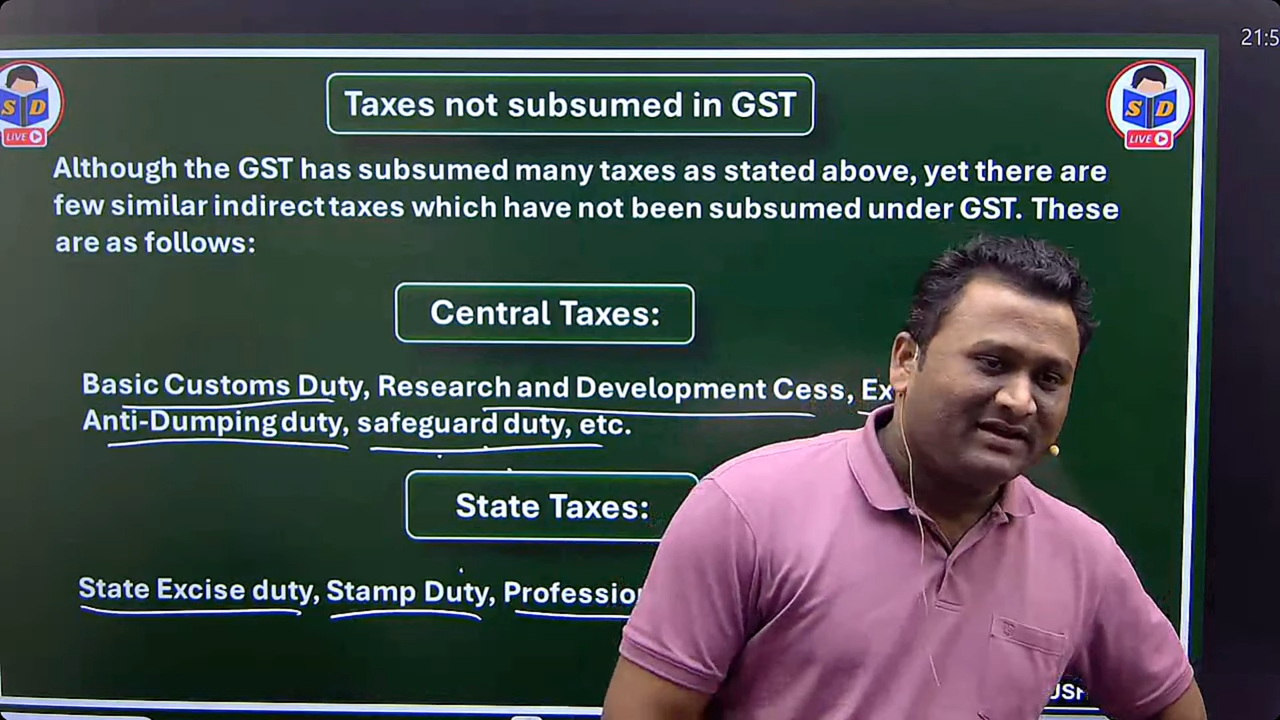 21:5
Taxes not subsumed in GST
S D
LIVE
S D
LIVE
Although the GST has subsumed many taxes as stated above, yet there are
few similar indirect taxes which have not been subsumed under GST. These
are as follows:
Central Taxes:
Basic Customs Duty, Research and Development Cess,
Anti-Dumping duty, safeguard duty, etc.
State Taxes:
State Excise duty, Stamp Duty,